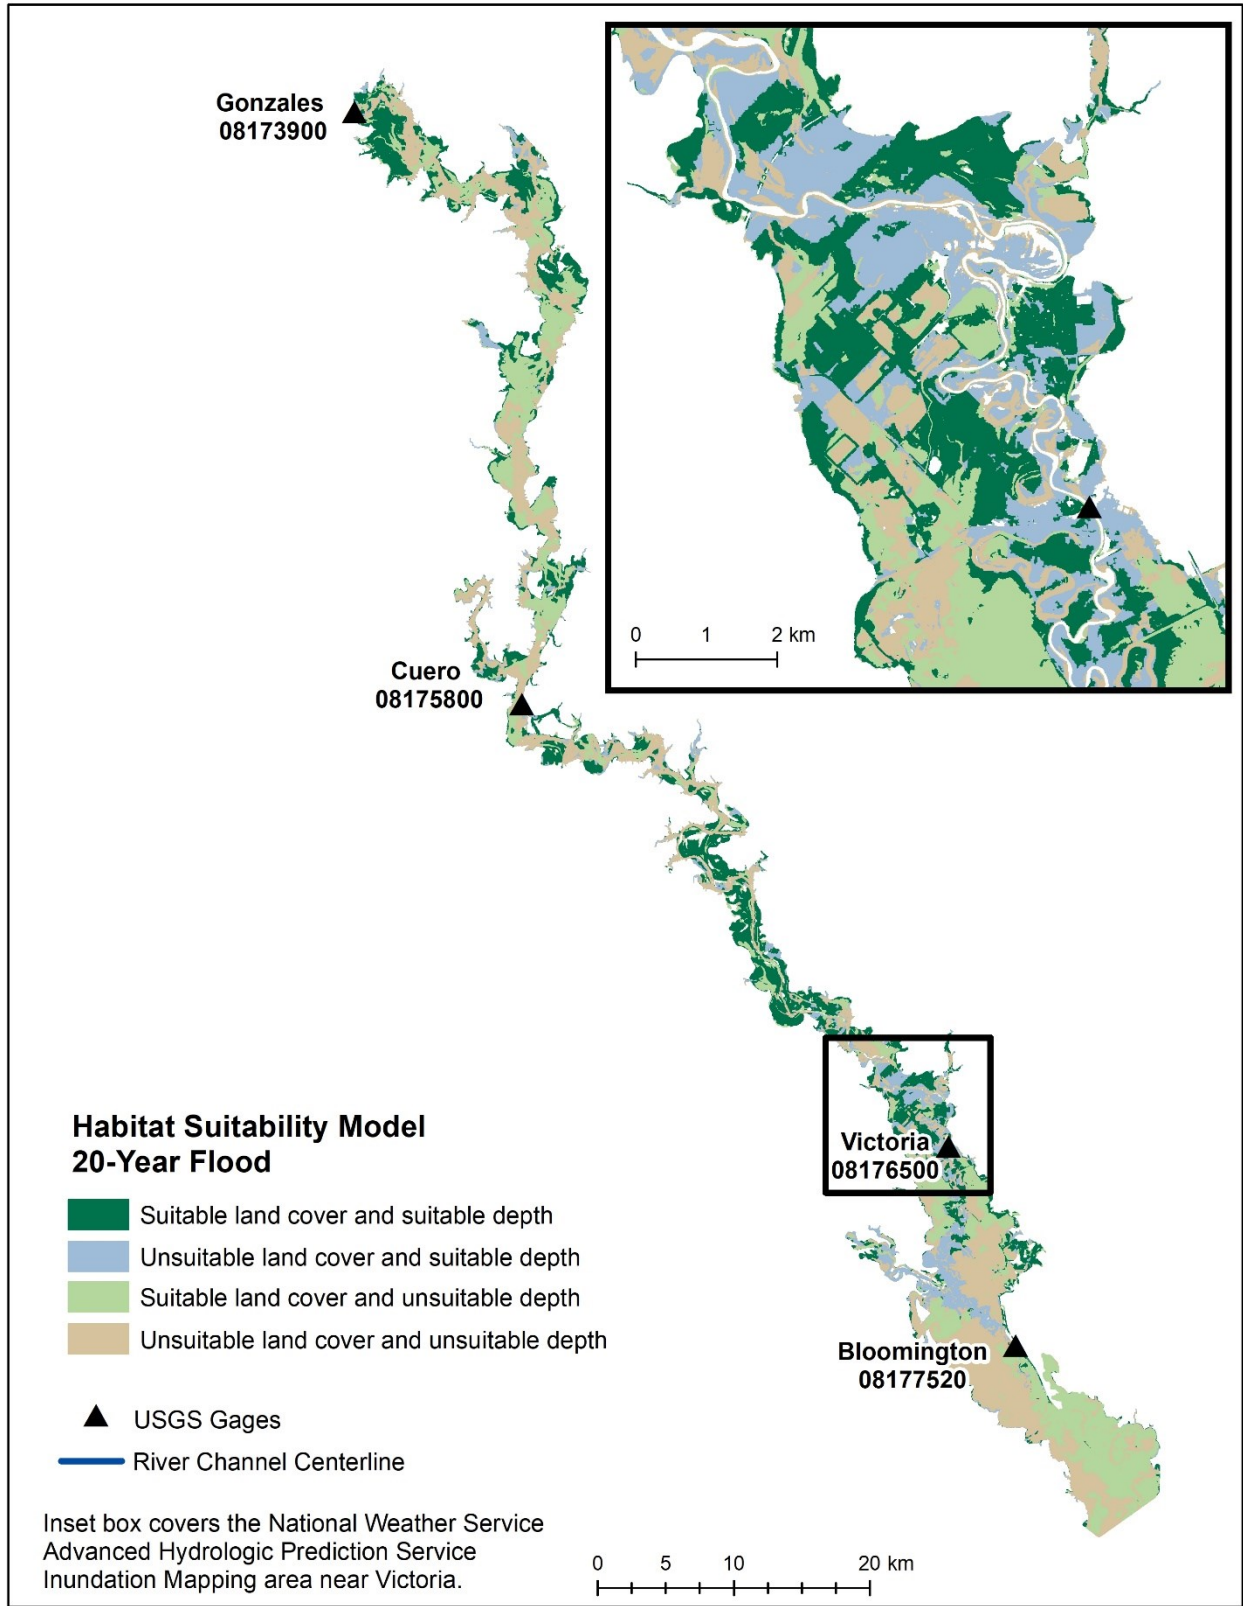 Gonzales
08173900
0 1 2 km
Cuero
08175800
Victoria
08176500
Bloomington
08177520
Habitat Suitability Model
20-Year Flood
Suitable land cover and suitable depth
Unsuitable land cover and suitable depth
Suitable land cover and unsuitable depth
Unsuitable land cover and unsuitable depth
USGS Gages
River Channel Centerline
Inset box covers the National Weather Service
Advanced Hydrologic Prediction Service
Inundation Mapping area near Victoria.
0 5 10 20 km